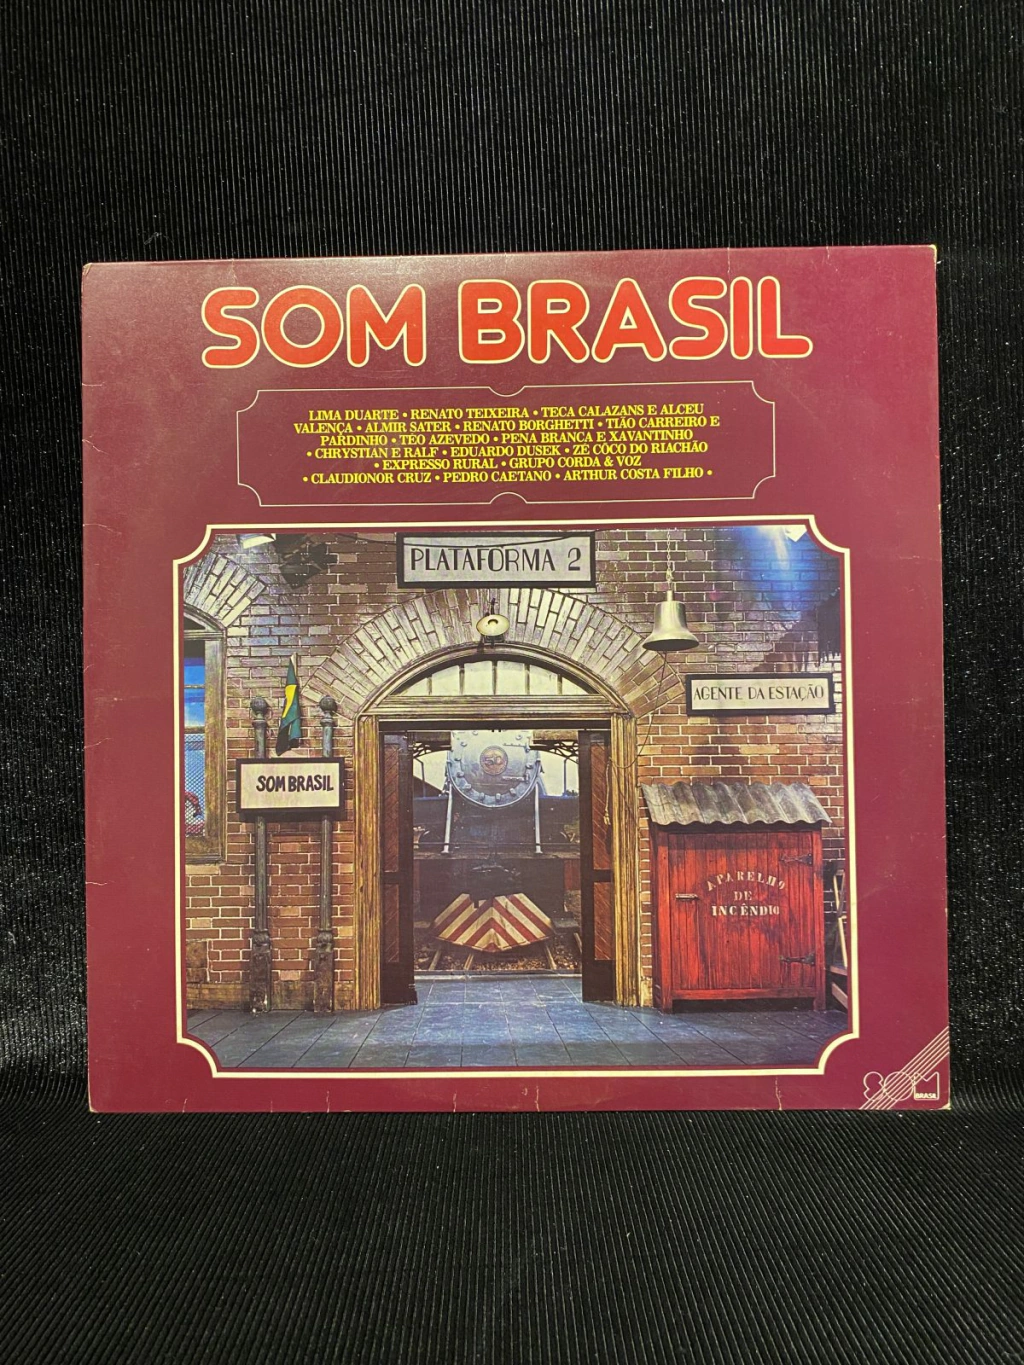 SOM BRASIL
LIMA DUARTE • RENATO TEIXEIRA • TECA CALAZANS E ALCEU
VALENÇA • ALMIR SATER • RENATO BORGHETTI • TIÃO CARREIRO E
PARDINHO • TÉO AZEVEDO • PENA BRANCA E XAVANTINHO
• CHRYSTIAN E RALF • EDUARDO DUSEK • ZÉ CÔCO DO RIACHÃO
• EXPRESSO RURAL • GRUPO CORDA & VOZ
• CLAUDIONOR CRUZ • PEDRO CAETANO • ARTHUR COSTA FILHO •
PLATAFORMA 2
AGENTE DA ESTAÇÃO
SOM BRASIL
APARELHO
DE
INCÊNDIO
SOM
BRASIL